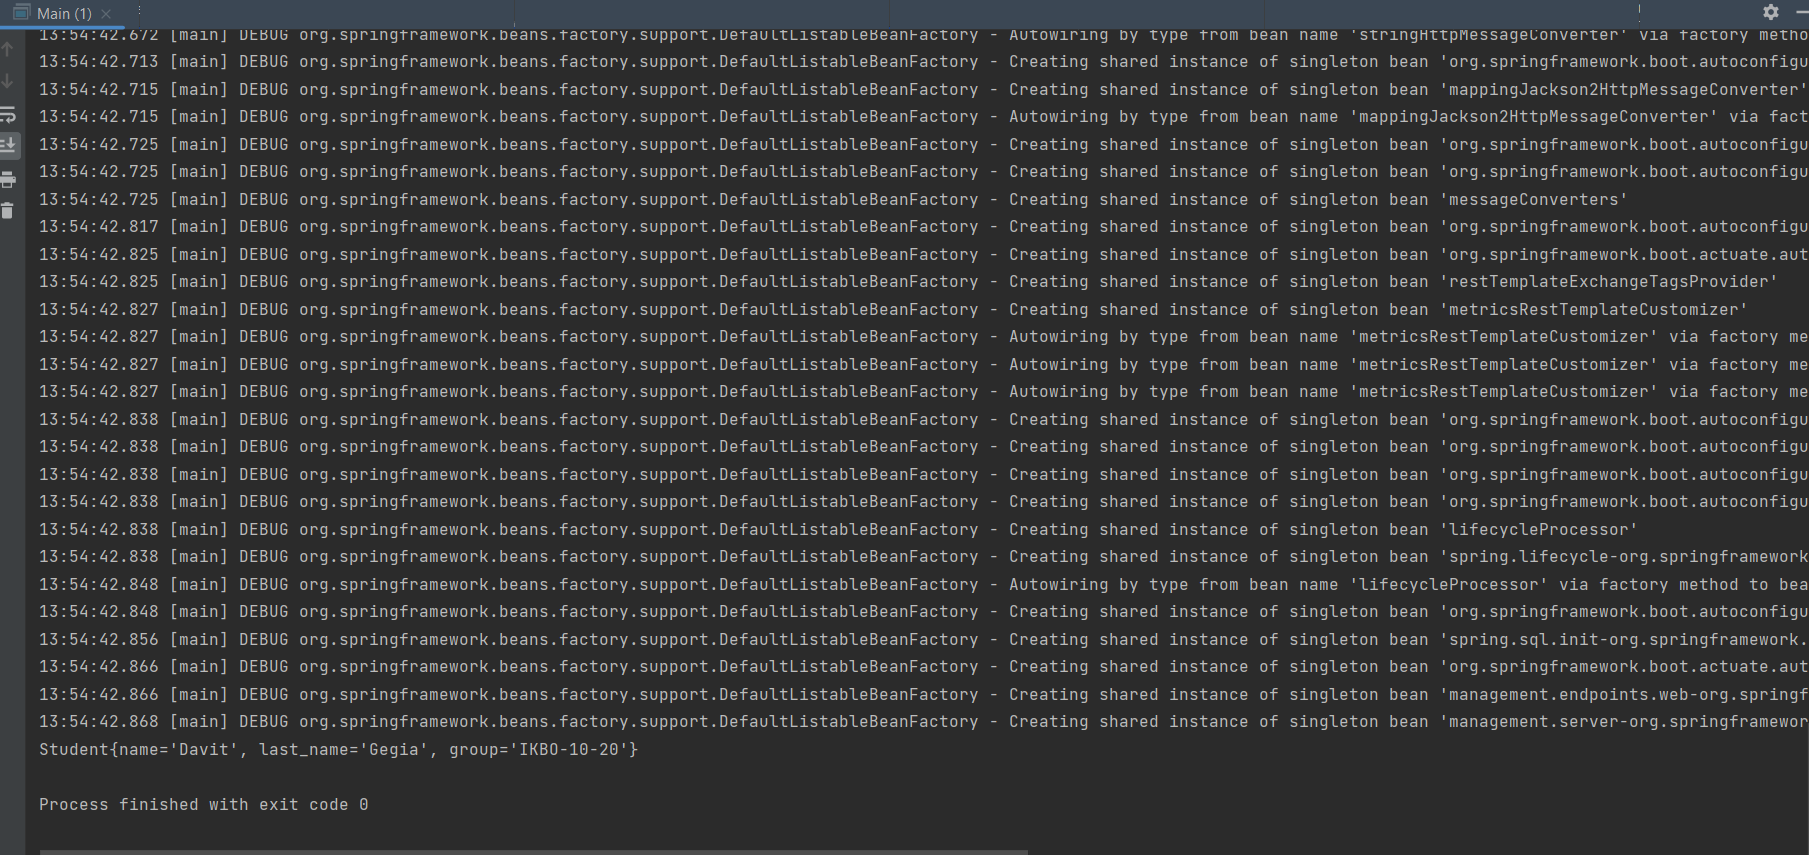 Main (1)
13:54:42.672 [main] DEBUG org.springframework.beans.factory.support.DefaultListableBeanFactory - Autowiring by type from bean name 'stringHttpMessageConverter' via factory metho
13:54:42.713 [main] DEBUG org.springframework.beans.factory.support.DefaultListableBeanFactory - Creating shared instance of singleton bean 'org.springframework.boot.autoconfigu
13:54:42.715 [main] DEBUG org.springframework.beans.factory.support.DefaultListableBeanFactory - Creating shared instance of singleton bean 'mappingJackson2HttpMessageConverter'
13:54:42.715 [main] DEBUG org.springframework.beans.factory.support.DefaultListableBeanFactory - Autowiring by type from bean name 'mappingJackson2HttpMessageConverter' via fact
13:54:42.725 [main] DEBUG org.springframework.beans.factory.support.DefaultListableBeanFactory - Creating shared instance of singleton bean 'org.springframework.boot.autoconfigu
13:54:42.725 [main] DEBUG org.springframework.beans.factory.support.DefaultListableBeanFactory - Creating shared instance of singleton bean 'org.springframework.boot.autoconfigu
13:54:42.725 [main] DEBUG org.springframework.beans.factory.support.DefaultListableBeanFactory - Creating shared instance of singleton bean 'messageConverters'
13:54:42.817 [main] DEBUG org.springframework.beans.factory.support.DefaultListableBeanFactory - Creating shared instance of singleton bean 'org.springframework.boot.autoconfigu
13:54:42.825 [main] DEBUG org.springframework.beans.factory.support.DefaultListableBeanFactory - Creating shared instance of singleton bean 'org.springframework.boot.actuate.aut
13:54:42.825 [main] DEBUG org.springframework.beans.factory.support.DefaultListableBeanFactory - Creating shared instance of singleton bean 'restTemplateExchangeTagsProvider'
13:54:42.827 [main] DEBUG org.springframework.beans.factory.support.DefaultListableBeanFactory - Creating shared instance of singleton bean 'metricsRestTemplateCustomizer'
13:54:42.827 [main] DEBUG org.springframework.beans.factory.support.DefaultListableBeanFactory - Autowiring by type from bean name 'metricsRestTemplateCustomizer' via factory me
13:54:42.827 [main] DEBUG org.springframework.beans.factory.support.DefaultListableBeanFactory - Autowiring by type from bean name 'metricsRestTemplateCustomizer' via factory me
13:54:42.827 [main] DEBUG org.springframework.beans.factory.support.DefaultListableBeanFactory - Autowiring by type from bean name 'metricsRestTemplateCustomizer' via factory me
13:54:42.838 [main] DEBUG org.springframework.beans.factory.support.DefaultListableBeanFactory - Creating shared instance of singleton bean 'org.springframework.boot.autoconfigu
13:54:42.838 [main] DEBUG org.springframework.beans.factory.support.DefaultListableBeanFactory - Creating shared instance of singleton bean 'org.springframework.boot.autoconfigu
13:54:42.838 [main] DEBUG org.springframework.beans.factory.support.DefaultListableBeanFactory - Creating shared instance of singleton bean 'org.springframework.boot.autoconfigu
13:54:42.838 [main] DEBUG org.springframework.beans.factory.support.DefaultListableBeanFactory - Creating shared instance of singleton bean 'org.springframework.boot.autoconfigu
13:54:42.838 [main] DEBUG org.springframework.beans.factory.support.DefaultListableBeanFactory - Creating shared instance of singleton bean 'lifecycleProcessor'
13:54:42.838 [main] DEBUG org.springframework.beans.factory.support.DefaultListableBeanFactory - Creating shared instance of singleton bean 'spring.lifecycle-org.springframework
13:54:42.848 [main] DEBUG org.springframework.beans.factory.support.DefaultListableBeanFactory - Autowiring by type from bean name 'lifecycleProcessor' via factory method to bea
13:54:42.848 [main] DEBUG org.springframework.beans.factory.support.DefaultListableBeanFactory - Creating shared instance of singleton bean 'org.springframework.boot.autoconfigu
13:54:42.856 [main] DEBUG org.springframework.beans.factory.support.DefaultListableBeanFactory - Creating shared instance of singleton bean 'spring.sql.init-org.springframework.
13:54:42.866 [main] DEBUG org.springframework.beans.factory.support.DefaultListableBeanFactory - Creating shared instance of singleton bean 'org.springframework.boot.actuate.aut
13:54:42.866 [main] DEBUG org.springframework.beans.factory.support.DefaultListableBeanFactory - Creating shared instance of singleton bean 'management.endpoints.web-org.springf
13:54:42.868 [main] DEBUG org.springframework.beans.factory.support.DefaultListableBeanFactory - Creating shared instance of singleton bean 'management.server-org.springframewor
Student{name='Davit', last_name='Gegia', group='IKBO-10-20'}
Process finished with exit code 0